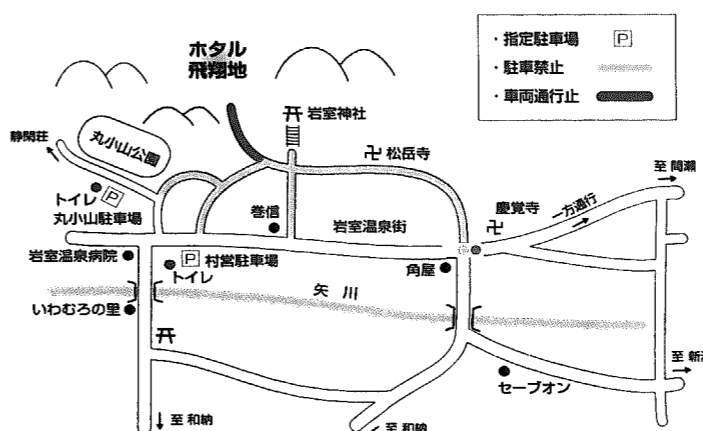 ・指定駐車場 P
・駐車禁止
・車両通行止
ホタル
飛翔地
岩室神社
静閑荘
丸小山公園
卍 松岳寺
至 間瀬
トイレ P
丸小山駐車場
巻信
岩室温泉街
卍
慶覚寺
一方通行
岩室温泉病院
P 村営駐車場
トイレ
角屋
いわむろの里
矢川
至 新潟
セーブオン
至 和納
至 和納